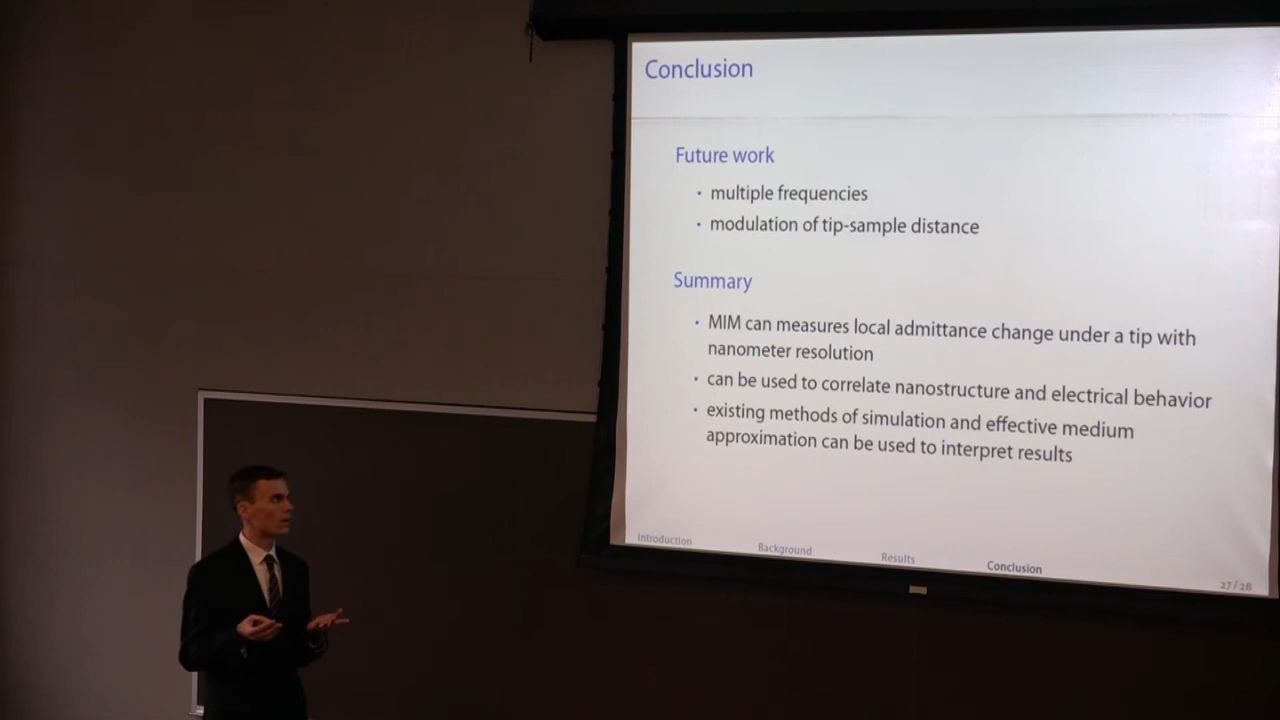 Conclusion
Future work
• multiple frequencies
• modulation of tip-sample distance
Summary
• MIM can measures local admittance change under a tip with
nanometer resolution
• can be used to correlate nanostructure and electrical behavior
• existing methods of simulation and effective medium
approximation can be used to interpret results
Introduction Background Results Conclusion
27/28